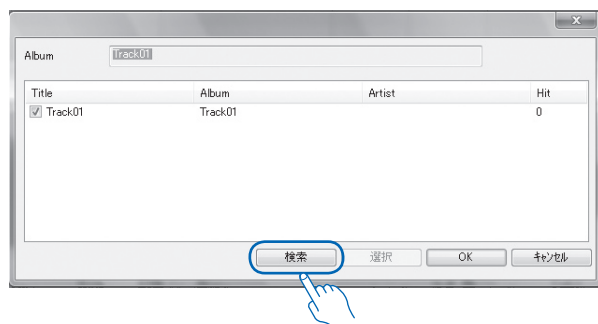 x
Album Track01
Title Album Artist Hit
Track01 Track01 0
検索 選択 OK キャンセル